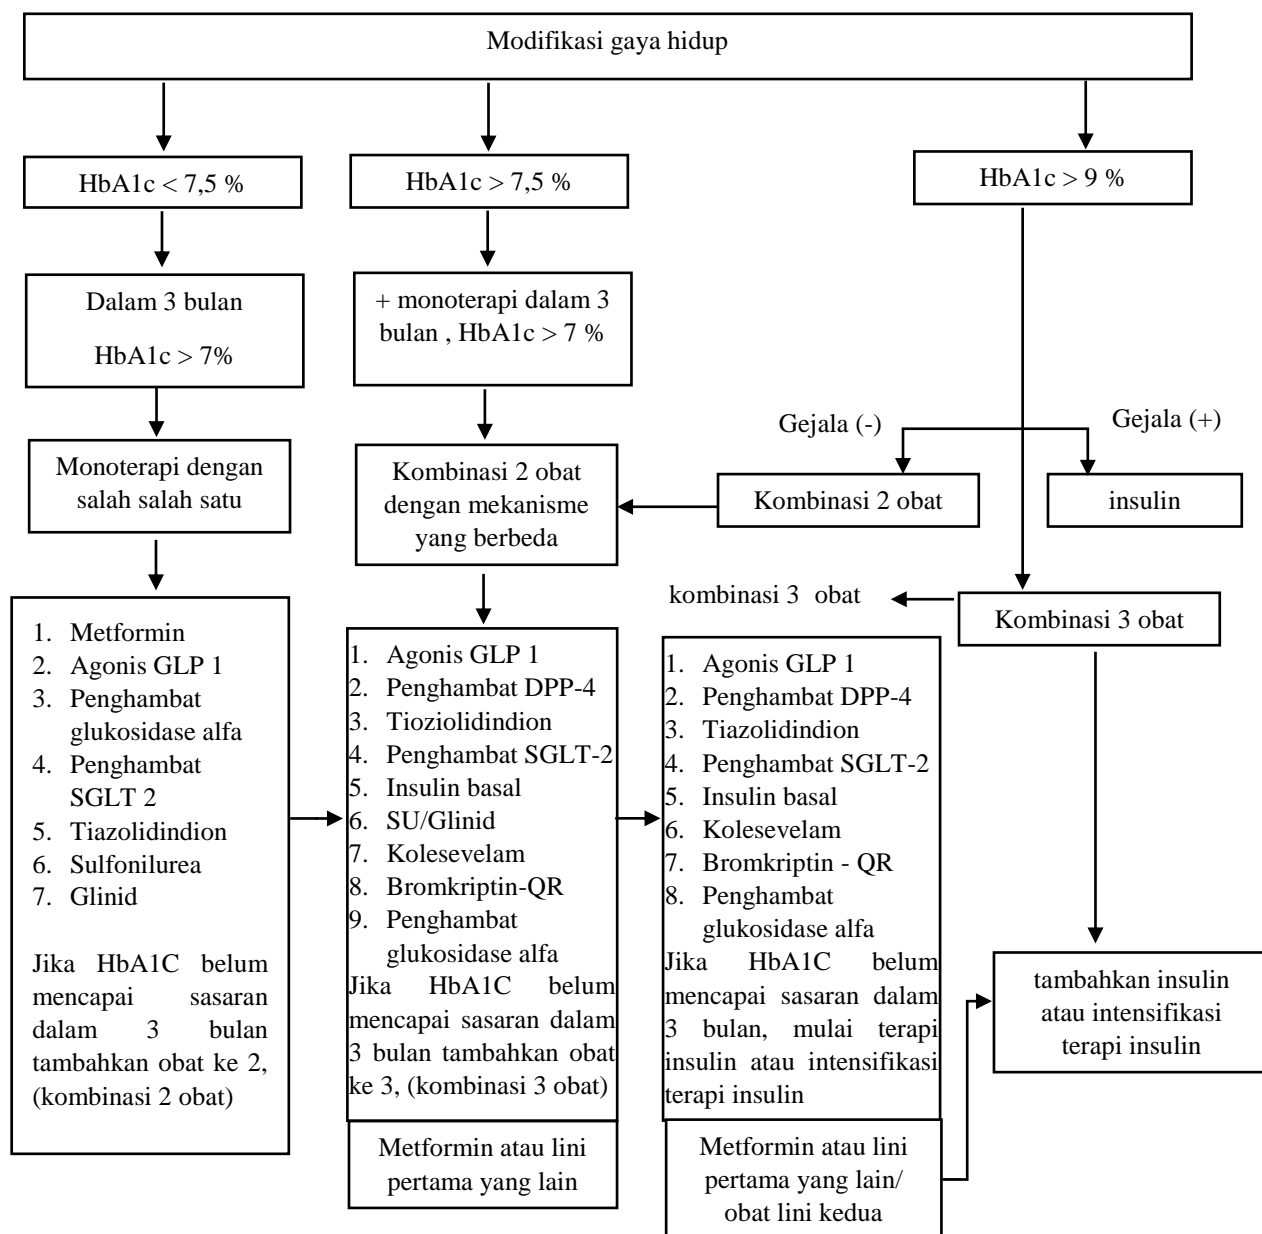 Modifikasi gaya hidup
HbA1c < 7,5 %
HbA1c > 7,5 %
HbA1c > 9 %
Dalam 3 bulan
HbA1c > 7%
+ monoterapi dalam 3
bulan , HbA1c > 7 %
Gejala (-)
Gejala (+)
Monoterapi dengan
salah salah satu
Kombinasi 2 obat
dengan mekanisme
yang berbeda
Kombinasi 2 obat
insulin
kombinasi 3 obat
Kombinasi 3 obat
1. Metformin
2. Agonis GLP 1
3. Penghambat
glukosidase alfa
4. Penghambat
SGLT 2
5. Tiazolidindion
6. Sulfonilurea
7. Glinid
Jika HbA1C belum
mencapai sasaran
dalam 3 bulan
tambahkan obat ke 2,
(kombinasi 2 obat)
1. Agonis GLP 1
2. Penghambat DPP-4
3. Tioziolidindion
4. Penghambat SGLT-2
5. Insulin basal
6. SU/Glinid
7. Kolesevelam
8. Bromkriptin-QR
9. Penghambat
glukosidase alfa
Jika HbA1C belum
mencapai sasaran dalam
3 bulan tambahkan obat
ke 3, (kombinasi 3 obat)
Metformin atau lini
pertama yang lain
1. Agonis GLP 1
2. Penghambat DPP-4
3. Tiazolidindion
4. Penghambat SGLT-2
5. Insulin basal
6. Kolesevelam
7. Bromkriptin - QR
8. Penghambat
glukosidase alfa
Jika HbA1C belum
mencapai sasaran dalam
3 bulan, mulai terapi
insulin atau intensifikasi
terapi insulin
Metformin atau lini
pertama yang lain/
obat lini kedua
tambahkan insulin
atau intensifikasi
terapi insulin